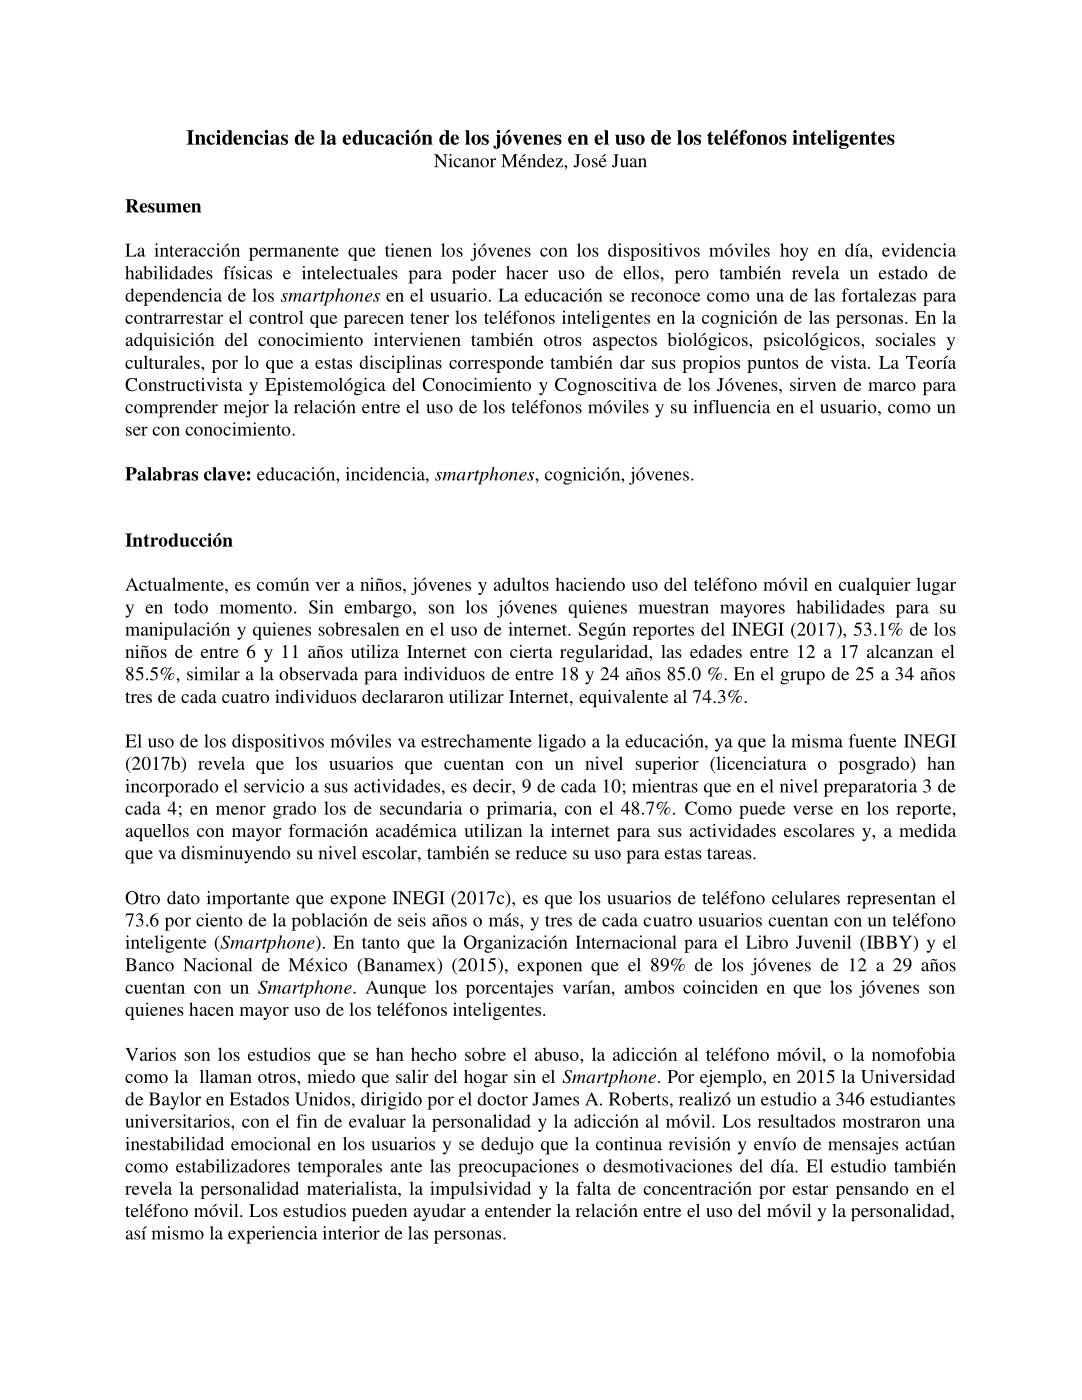 Incidencias de la educación de los jóvenes en el uso de los teléfonos inteligentes
Nicanor Méndez, José Juan
Resumen
La interacción permanente que tienen los jóvenes con los dispositivos móviles hoy en día, evidencia
habilidades físicas e intelectuales para poder hacer uso de ellos, pero también revela un estado de
dependencia de los smartphones en el usuario. La educación se reconoce como una de las fortalezas para
contrarrestar el control que parecen tener los teléfonos inteligentes en la cognición de las personas. En la
adquisición del conocimiento intervienen también otros aspectos biológicos, psicológicos, sociales y
culturales, por lo que a estas disciplinas corresponde también dar sus propios puntos de vista. La Teoría
Constructivista y Epistemológica del Conocimiento y Cognoscitiva de los Jóvenes, sirven de marco para
comprender mejor la relación entre el uso de los teléfonos móviles y su influencia en el usuario, como un
ser con conocimiento.
Palabras clave: educación, incidencia, smartphones, cognición, jóvenes.
Introducción
Actualmente, es común ver a niños, jóvenes y adultos haciendo uso del teléfono móvil en cualquier lugar
y en todo momento. Sin embargo, son los jóvenes quienes muestran mayores habilidades para su
manipulación y quienes sobresalen en el uso de internet. Según reportes del INEGI (2017), 53.1% de los
niños de entre 6 y 11 años utiliza Internet con cierta regularidad, las edades entre 12 a 17 alcanzan el
85.5%, similar a la observada para individuos de entre 18 y 24 años 85.0 %. En el grupo de 25 a 34 años
tres de cada cuatro individuos declararon utilizar Internet, equivalente al 74.3%.
El uso de los dispositivos móviles va estrechamente ligado a la educación, ya que la misma fuente INEGI
(2017b) revela que los usuarios que cuentan con un nivel superior (licenciatura o posgrado) han
incorporado el servicio a sus actividades, es decir, 9 de cada 10; mientras que en el nivel preparatoria 3 de
cada 4; en menor grado los de secundaria o primaria, con el 48.7%. Como puede verse en los reporte,
aquellos con mayor formación académica utilizan la internet para sus actividades escolares y, a medida
que va disminuyendo su nivel escolar, también se reduce su uso para estas tareas.
Otro dato importante que expone INEGI (2017c), es que los usuarios de teléfono celulares representan el
73.6 por ciento de la población de seis años o más, y tres de cada cuatro usuarios cuentan con un teléfono
inteligente (Smartphone). En tanto que la Organización Internacional para el Libro Juvenil (IBBY) y el
Banco Nacional de México (Banamex) (2015), exponen que el 89% de los jóvenes de 12 a 29 años
cuentan con un Smartphone. Aunque los porcentajes varían, ambos coinciden en que los jóvenes son
quienes hacen mayor uso de los teléfonos inteligentes.
Varios son los estudios que se han hecho sobre el abuso, la adicción al teléfono móvil, o la nomofobia
como la  llaman otros, miedo que salir del hogar sin el Smartphone. Por ejemplo, en 2015 la Universidad
de Baylor en Estados Unidos, dirigido por el doctor James A. Roberts, realizó un estudio a 346 estudiantes
universitarios, con el fin de evaluar la personalidad y la adicción al móvil. Los resultados mostraron una
inestabilidad emocional en los usuarios y se dedujo que la continua revisión y envío de mensajes actúan
como estabilizadores temporales ante las preocupaciones o desmotivaciones del día. El estudio también
revela la personalidad materialista, la impulsividad y la falta de concentración por estar pensando en el
teléfono móvil. Los estudios pueden ayudar a entender la relación entre el uso del móvil y la personalidad,
así mismo la experiencia interior de las personas.